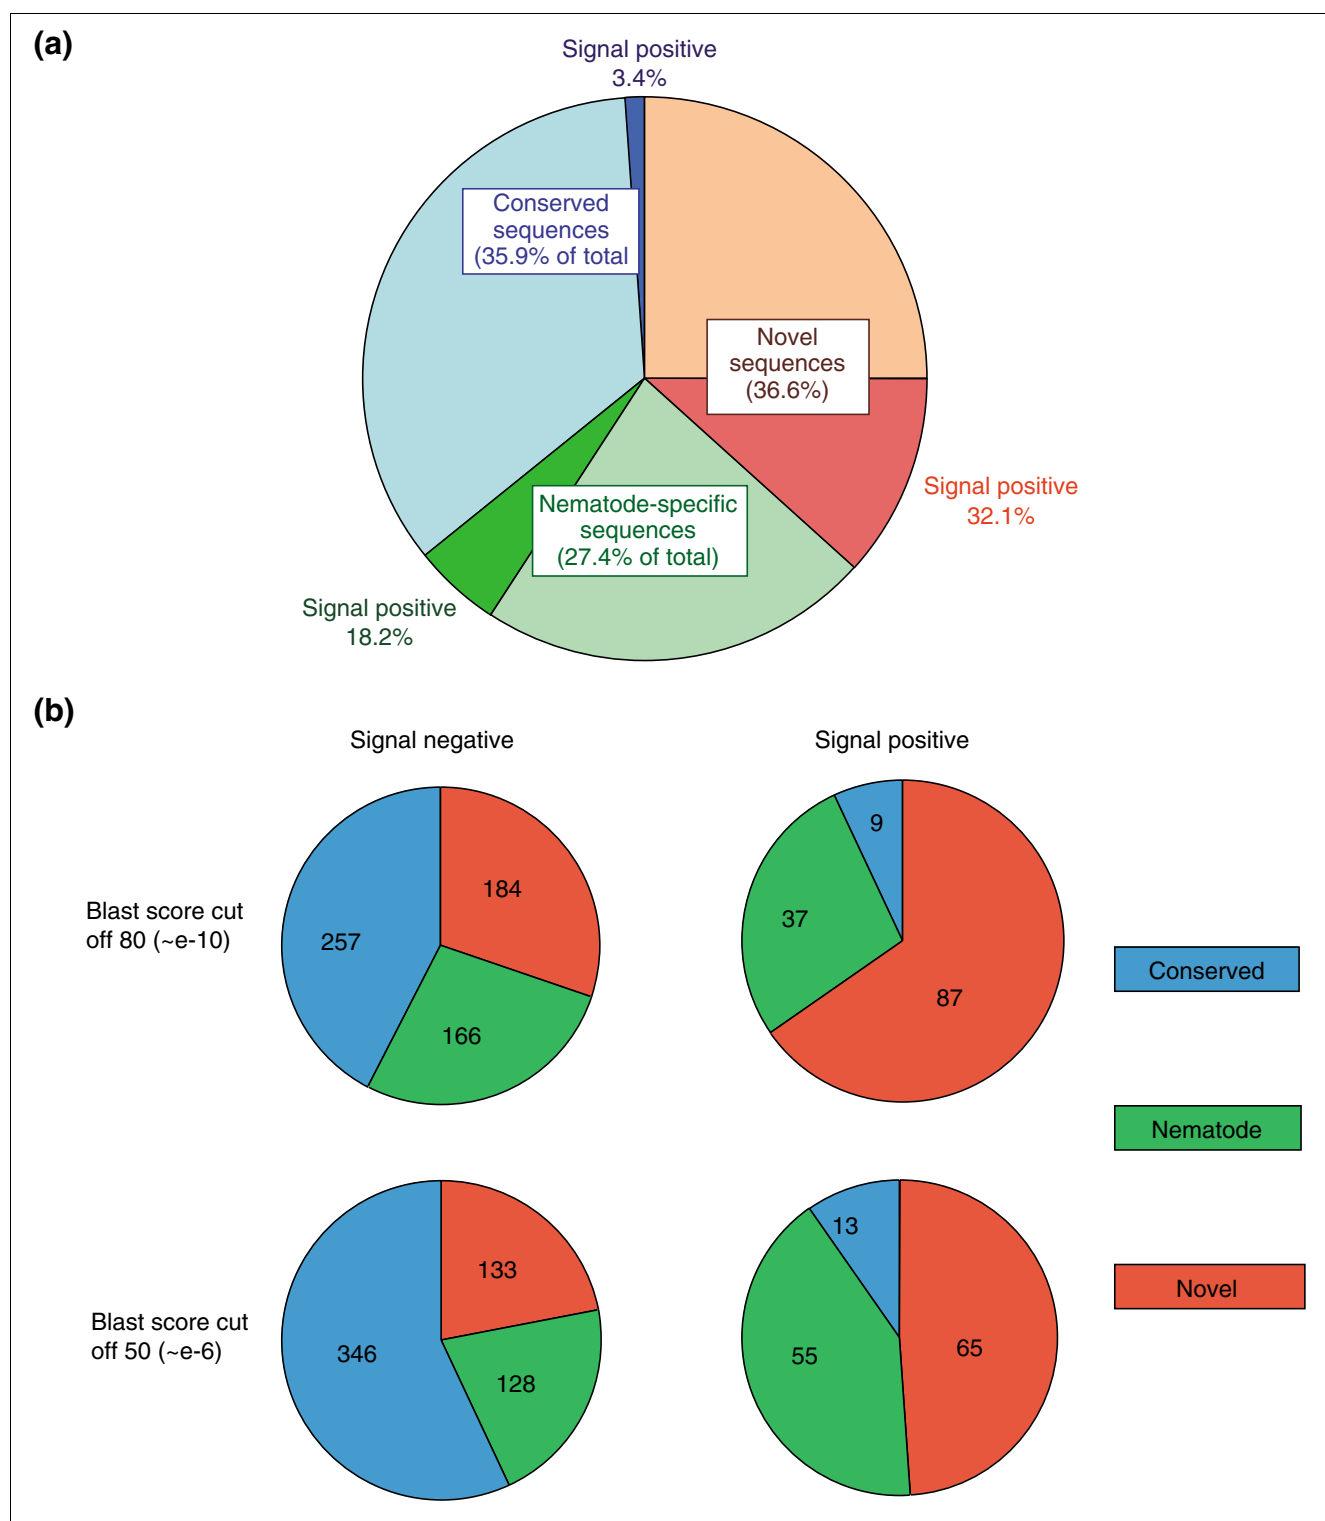 (a)
Signal positive
3.4%
Conserved
sequences
(35.9% of total
Novel
sequences
(36.6%)
Signal positive
32.1%
Nematode-specific
sequences
(27.4% of total)
Signal positive
18.2%
(b)
Signal negative
Signal positive
Blast score cut
off 80 (~e-10)
257
184
166
9
37
87
Conserved
Nematode
Novel
Blast score cut
off 50 (~e-6)
346
133
128
13
55
65